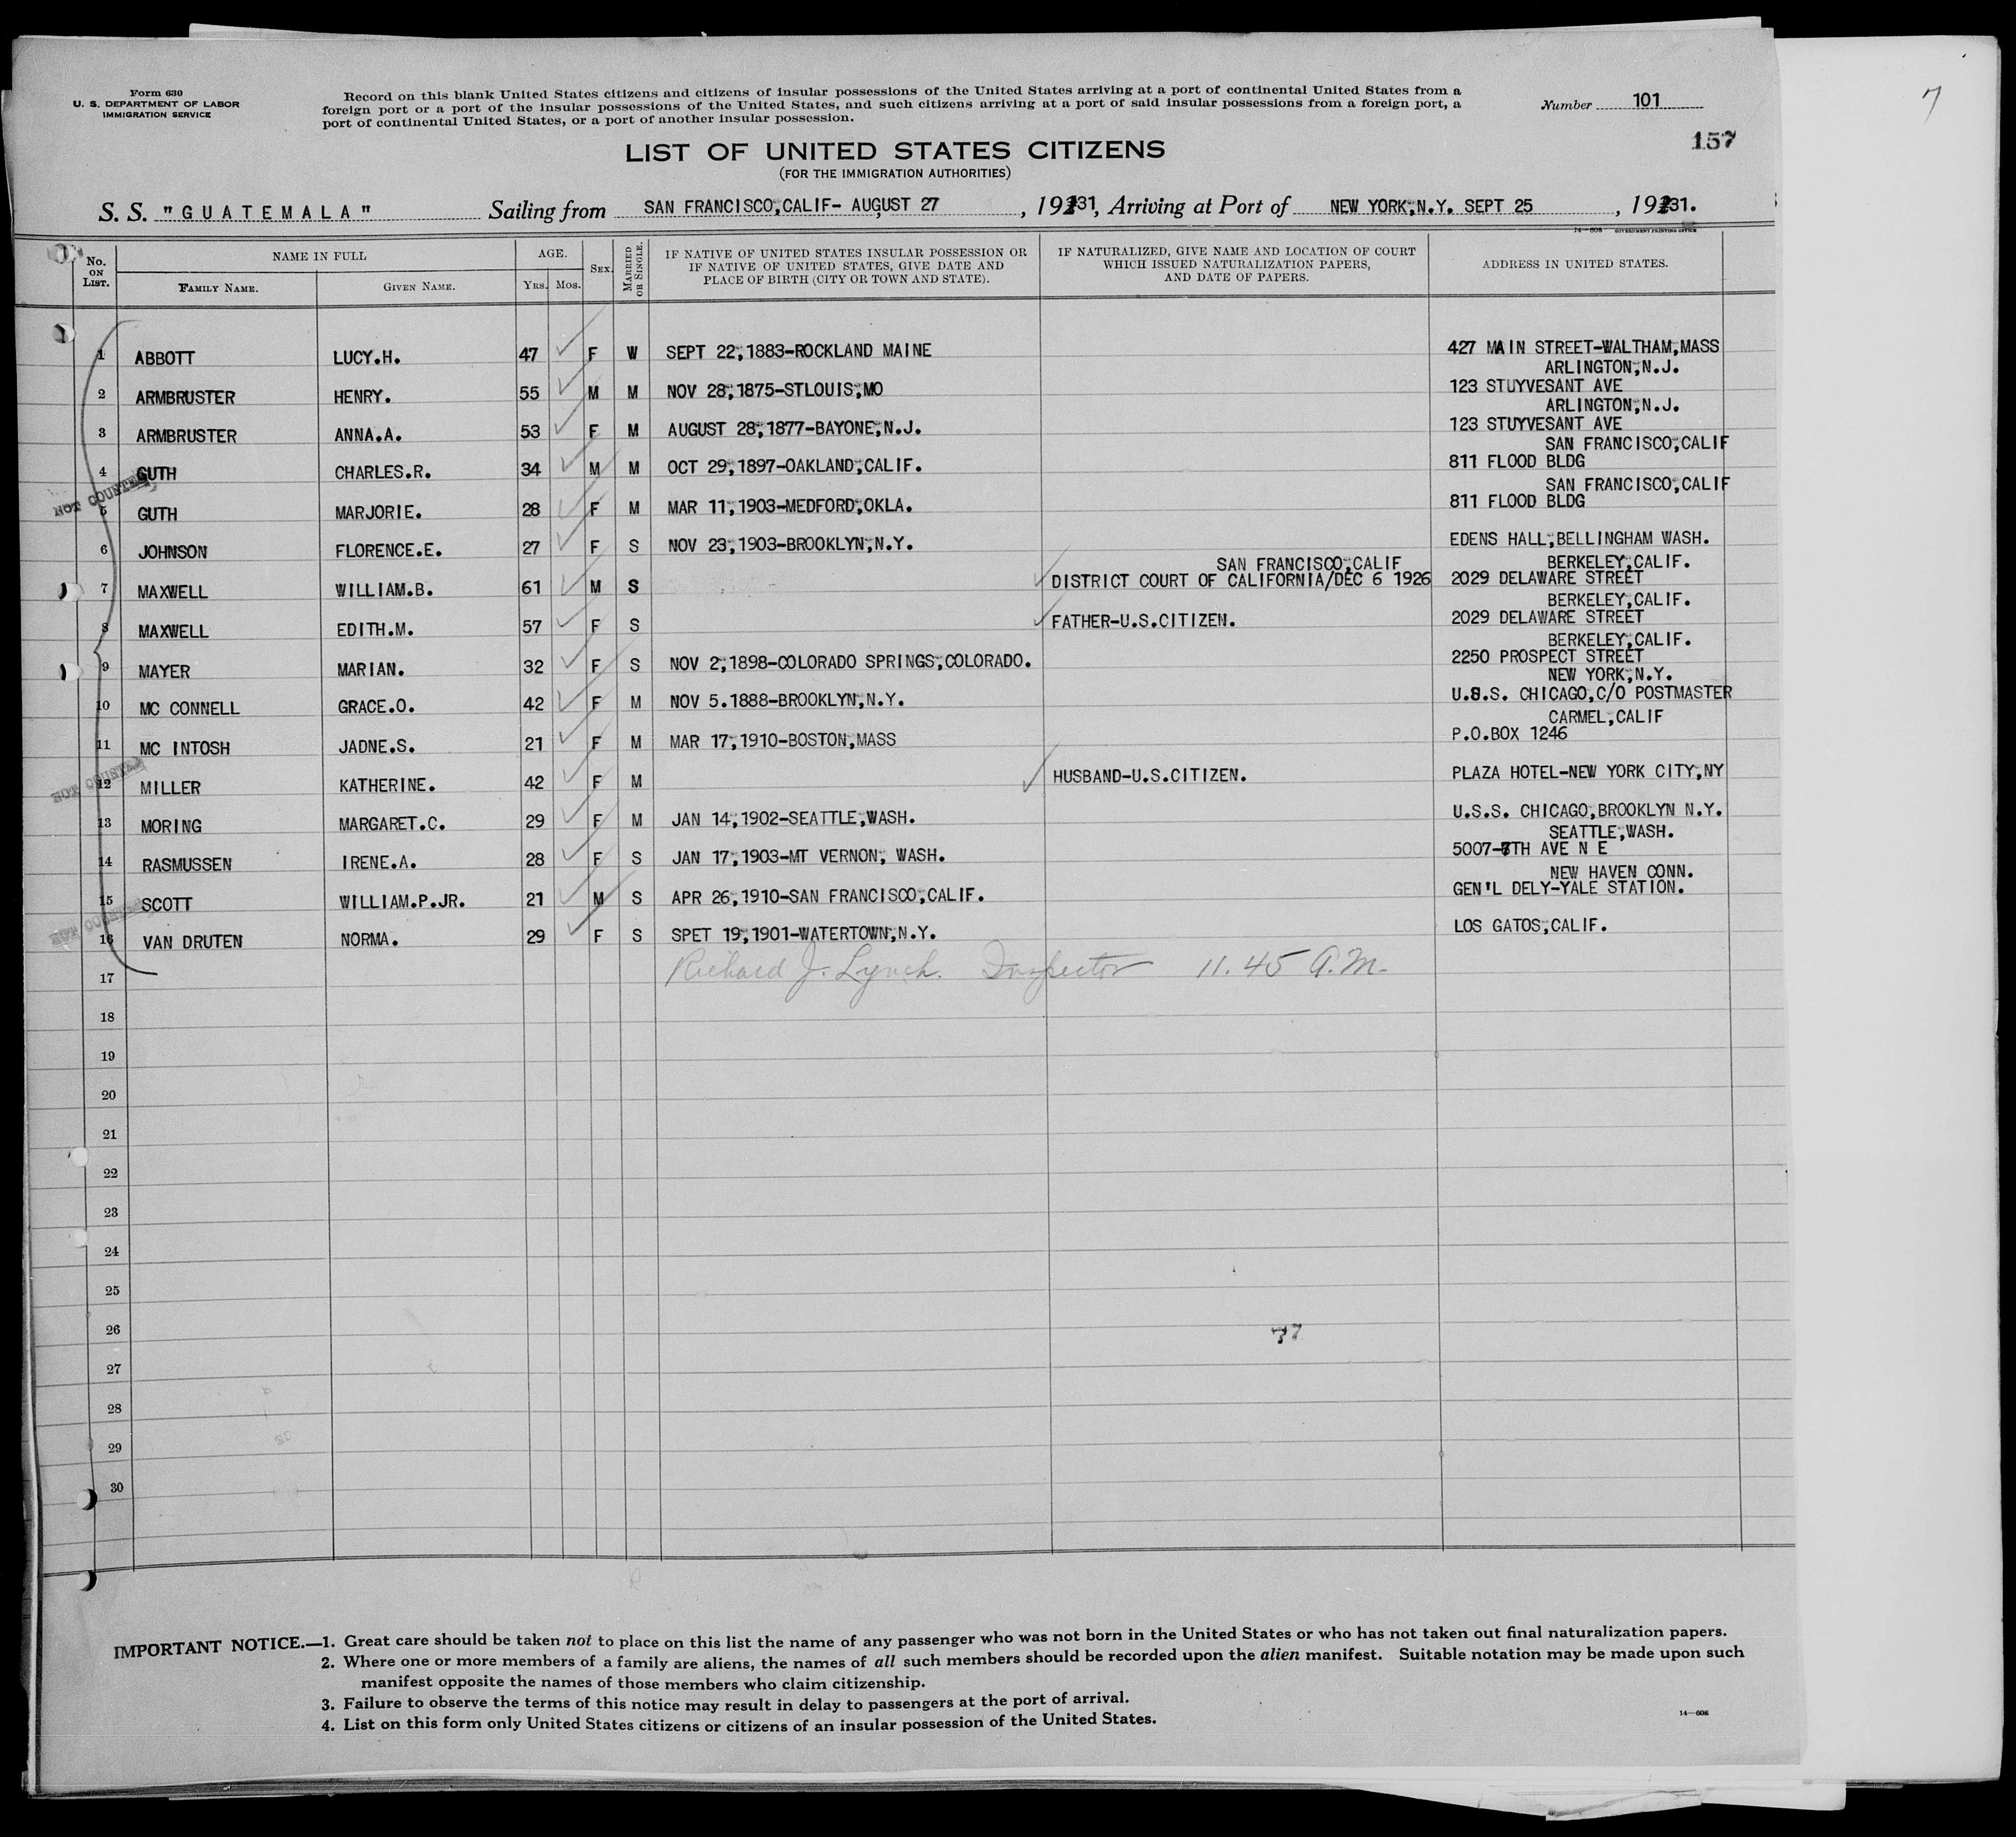 Form 630
U. S. DEPARTMENT OF LABOR
IMMIGRATION SERVICE
Record on this blank United States citizens and citizens of insular possessions of the United States arriving at a port of continental United States from a
foreign port or a port of the insular possessions of the United States, and such citizens arriving at a port of said insular possessions from a foreign port, a
port of continental United States, or a port of another insular possession.
Number 101
7
157
LIST OF UNITED STATES CITIZENS
(FOR THE IMMIGRATION AUTHORITIES)
S. S. "GUATEMALA" Sailing from SAN FRANCISCO,CALIF- AUGUST 27, 1931, Arriving at Port of NEW YORK,N.Y. SEPT 25, 1931.
14—608 GOVERNMENT PRINTING OFFICE
No. ON LIST. NAME IN FULL FAMILY NAME. GIVEN NAME. AGE. YRS. MOS. SEX. MARRIED OR SINGLE. IF NATIVE OF UNITED STATES INSULAR POSSESSION OR IF NATIVE OF UNITED STATES, GIVE DATE AND PLACE OF BIRTH (CITY OR TOWN AND STATE). IF NATURALIZED, GIVE NAME AND LOCATION OF COURT WHICH ISSUED NATURALIZATION PAPERS, AND DATE OF PAPERS. ADDRESS IN UNITED STATES.
1 ABBOTT LUCY.H. 47 F W SEPT 22,1883-ROCKLAND MAINE 427 MAIN STREET-WALTHAM,MASS
ARLINGTON,N.J.
2 ARMBRUSTER HENRY. 55 M M NOV 28,1875-STLOUIS,MO 123 STUYVESANT AVE
ARLINGTON,N.J.
3 ARMBRUSTER ANNA.A. 53 F M AUGUST 28,1877-BAYONE,N.J. 123 STUYVESANT AVE
SAN FRANCISCO,CALIF
4 GUTH CHARLES.R. 34 M M OCT 29,1897-OAKLAND,CALIF. 811 FLOOD BLDG
NOT COUNTED
SAN FRANCISCO,CALIF
5 GUTH MARJORIE. 28 F M MAR 11,1903-MEDFORD,OKLA. 811 FLOOD BLDG
6 JOHNSON FLORENCE.E. 27 F S NOV 23,1903-BROOKLYN,N.Y. EDENS HALL,BELLINGHAM WASH.
SAN FRANCISCO,CALIF BERKELEY,CALIF.
7 MAXWELL WILLIAM.B. 61 M S DISTRICT COURT OF CALIFORNIA/DEC 6 1926 2029 DELAWARE STREET
BERKELEY,CALIF.
8 MAXWELL EDITH.M. 57 F S FATHER-U.S.CITIZEN. 2029 DELAWARE STREET
BERKELEY,CALIF.
9 MAYER MARIAN. 32 F S NOV 2,1898-COLORADO SPRINGS,COLORADO. 2250 PROSPECT STREET
NEW YORK,N.Y.
10 MC CONNELL GRACE.O. 42 F M NOV 5.1888-BROOKLYN,N.Y. U.S.S. CHICAGO,C/O POSTMASTER
CARMEL,CALIF
11 MC INTOSH JADNE.S. 21 F M MAR 17,1910-BOSTON,MASS P.O.BOX 1246
NOT COUNTED
12 MILLER KATHERINE. 42 F M HUSBAND-U.S.CITIZEN. PLAZA HOTEL-NEW YORK CITY,NY
13 MORING MARGARET.C. 29 F M JAN 14,1902-SEATTLE,WASH. U.S.S. CHICAGO,BROOKLYN N.Y.
SEATTLE,WASH.
14 RASMUSSEN IRENE.A. 28 F S JAN 17,1903-MT VERNON, WASH. 5007-7TH AVE N E
NEW HAVEN CONN.
15 SCOTT WILLIAM.P.JR. 21 M S APR 26,1910-SAN FRANCISCO,CALIF. GEN'L DELY-YALE STATION.
NOT COUNTED
16 VAN DRUTEN NORMA. 29 F S SPET 19,1901-WATERTOWN,N.Y. LOS GATOS,CALIF.
17 Richard J. Lynch. Inspector 11.45 A.M.
18
19
20
21
22
23
24
25
26 77
27
28
29
30
IMPORTANT NOTICE.—1. Great care should be taken not to place on this list the name of any passenger who was not born in the United States or who has not taken out final naturalization papers.
2. Where one or more members of a family are aliens, the names of all such members should be recorded upon the alien manifest. Suitable notation may be made upon such
manifest opposite the names of those members who claim citizenship.
3. Failure to observe the terms of this notice may result in delay to passengers at the port of arrival.
4. List on this form only United States citizens or citizens of an insular possession of the United States.
14—608